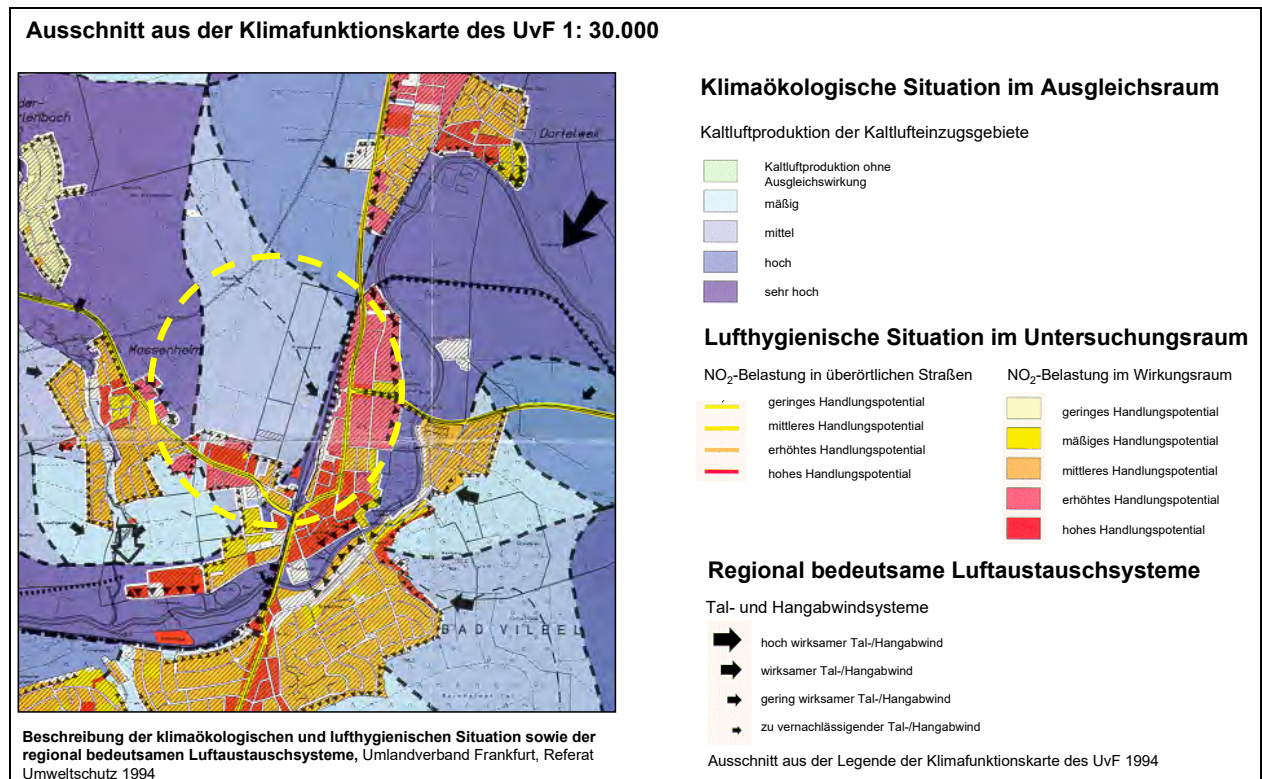 Ausschnitt aus der Klimafunktionskarte des UvF 1: 30.000
Dortelweil
Massenheim
BAD VILBEL
Beschreibung der klimaökologischen und lufthygienischen Situation sowie der
regional bedeutsamen Luftaustauschsysteme, Umlandverband Frankfurt, Referat
Umweltschutz 1994
Klimaökologische Situation im Ausgleichsraum
Kaltluftproduktion der Kaltlufteinzugsgebiete
Kaltluftproduktion ohne
Ausgleichswirkung
mäßig
mittel
hoch
sehr hoch
Lufthygienische Situation im Untersuchungsraum
NO₂-Belastung in überörtlichen Straßen
geringes Handlungspotential
mittleres Handlungspotential
erhöhtes Handlungspotential
hohes Handlungspotential
NO₂-Belastung im Wirkungsraum
geringes Handlungspotential
mäßiges Handlungspotential
mittleres Handlungspotential
erhöhtes Handlungspotential
hohes Handlungspotential
Regional bedeutsame Luftaustauschsysteme
Tal- und Hangabwindsysteme
hoch wirksamer Tal-/Hangabwind
wirksamer Tal-/Hangabwind
gering wirksamer Tal-/Hangabwind
zu vernachlässigender Tal-/Hangabwind
Ausschnitt aus der Legende der Klimafunktionskarte des UvF 1994